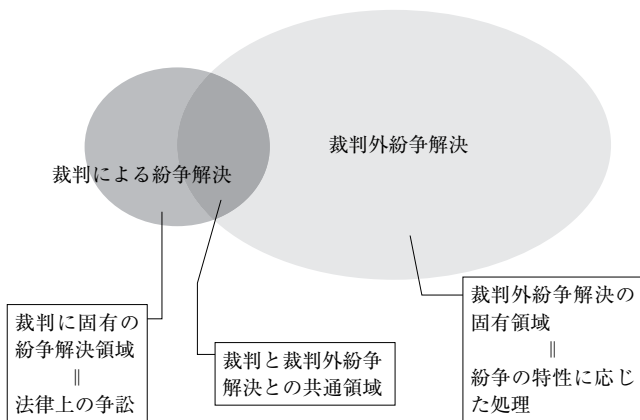 裁判外紛争解決
裁判による紛争解決
裁判に固有の
紛争解決領域
॥
法律上の争訟
裁判と裁判外紛争
解決との共通領域
裁判外紛争解決の
固有領域
॥
紛争の特性に応じ
た処理